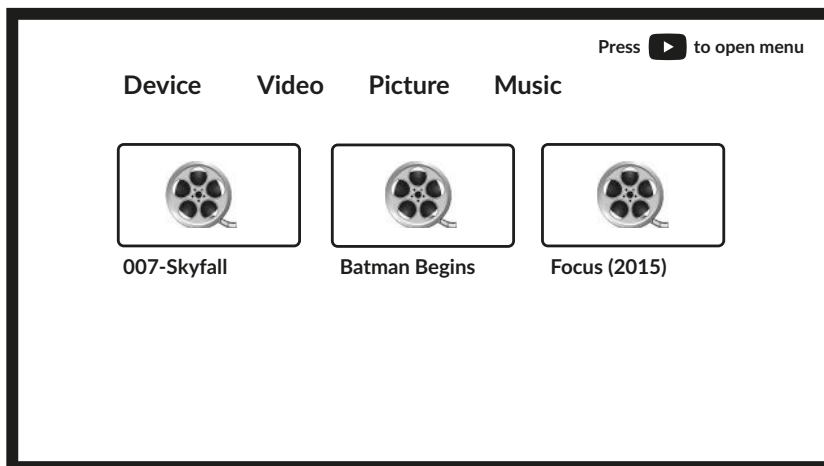 Press to open menu
Device Video Picture Music
007-Skyfall Batman Begins Focus (2015)